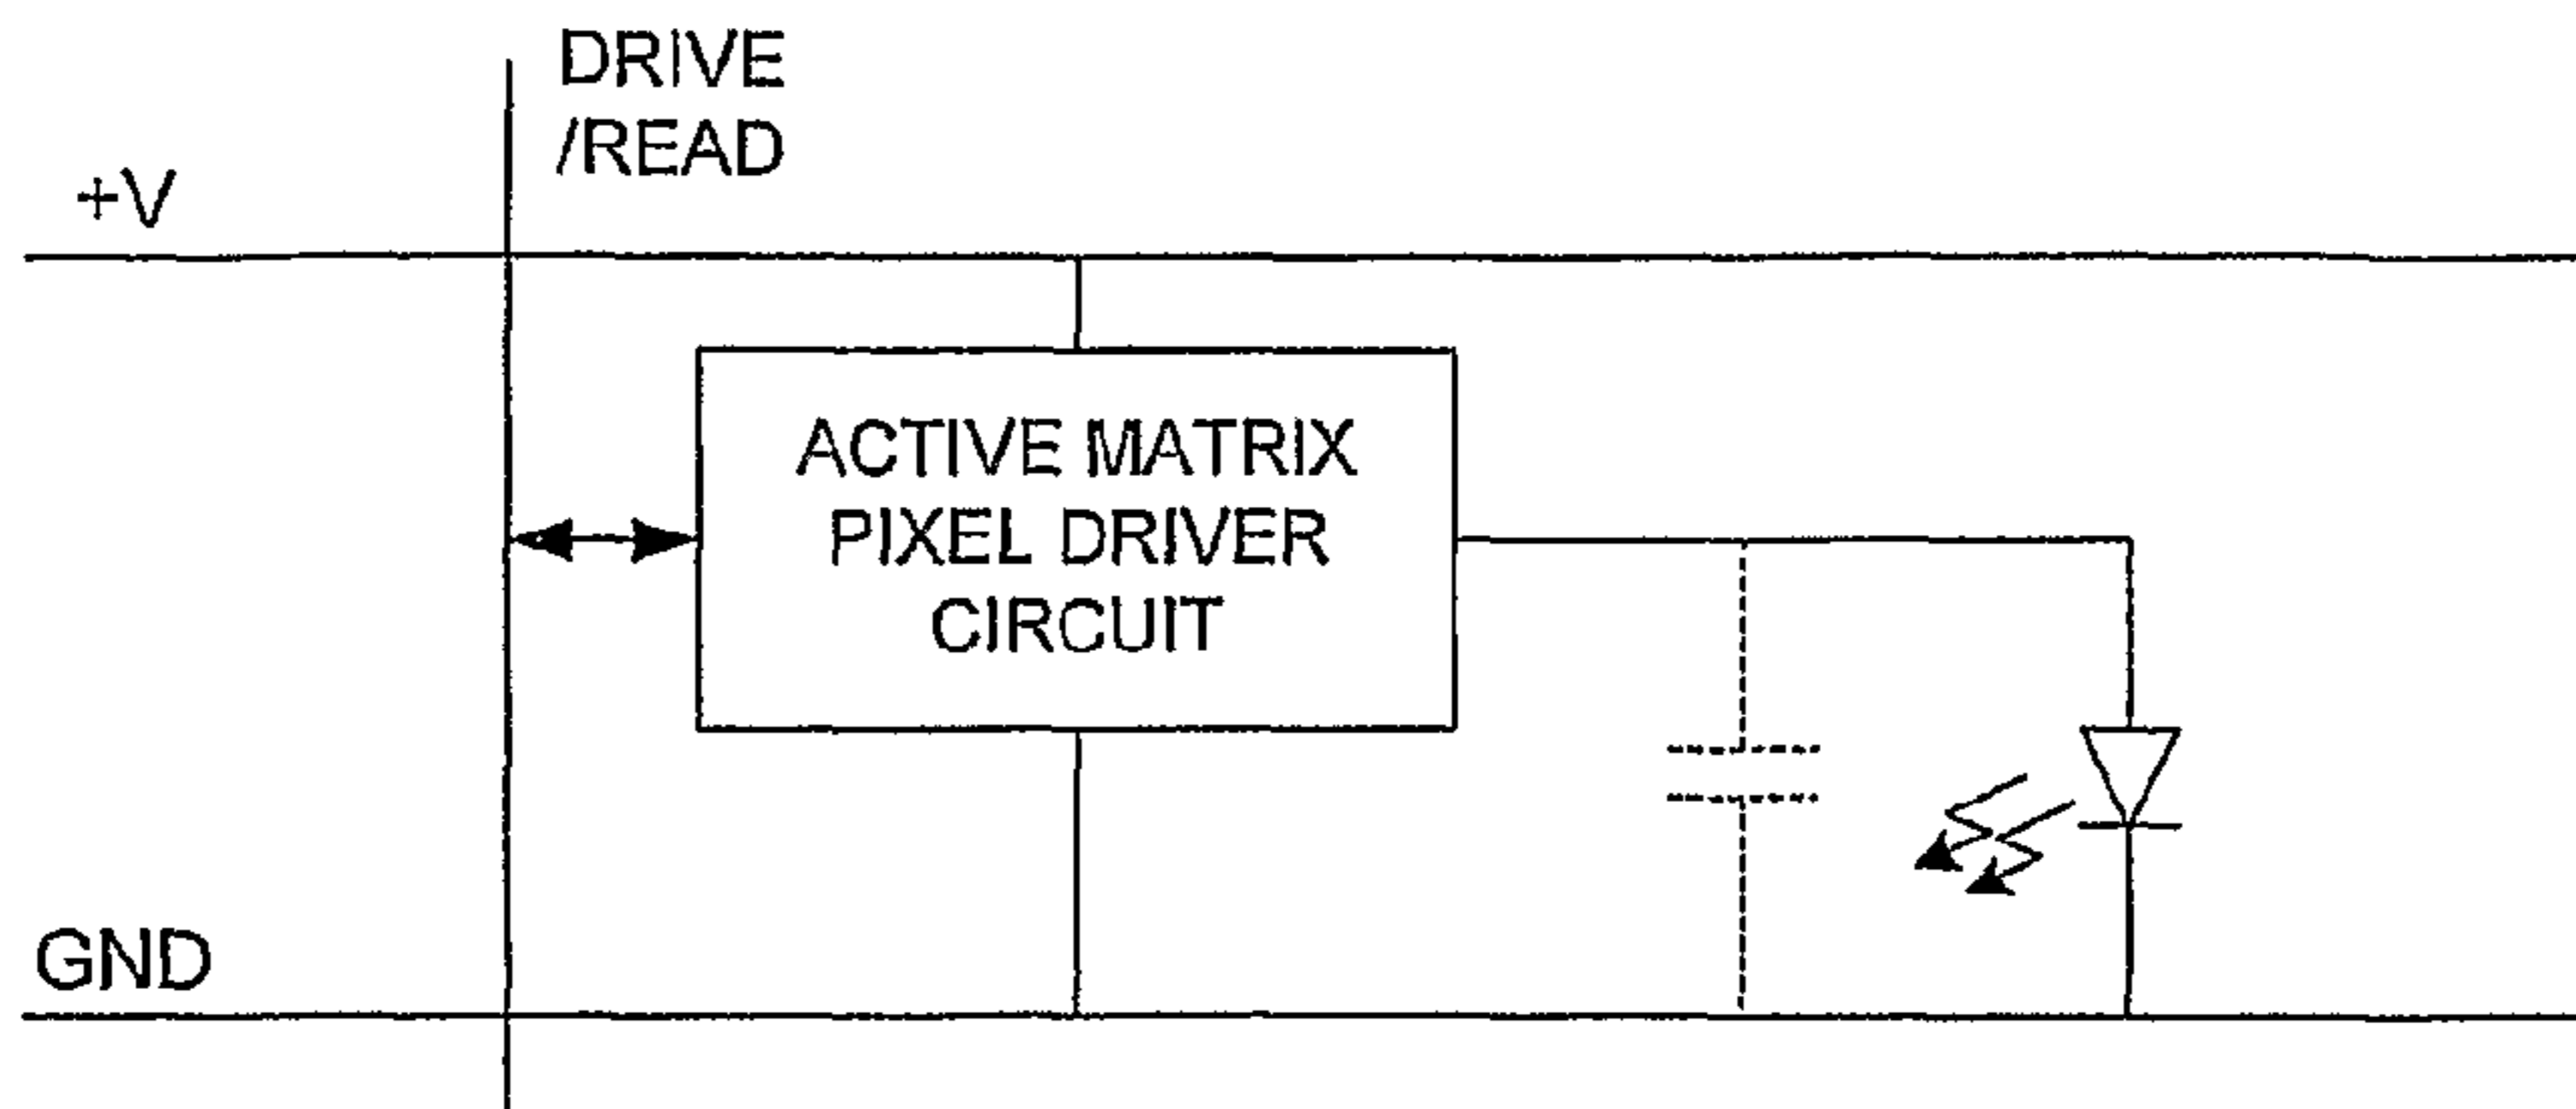 DRIVE
/READ
+V
ACTIVE MATRIX
PIXEL DRIVER
CIRCUIT
GND